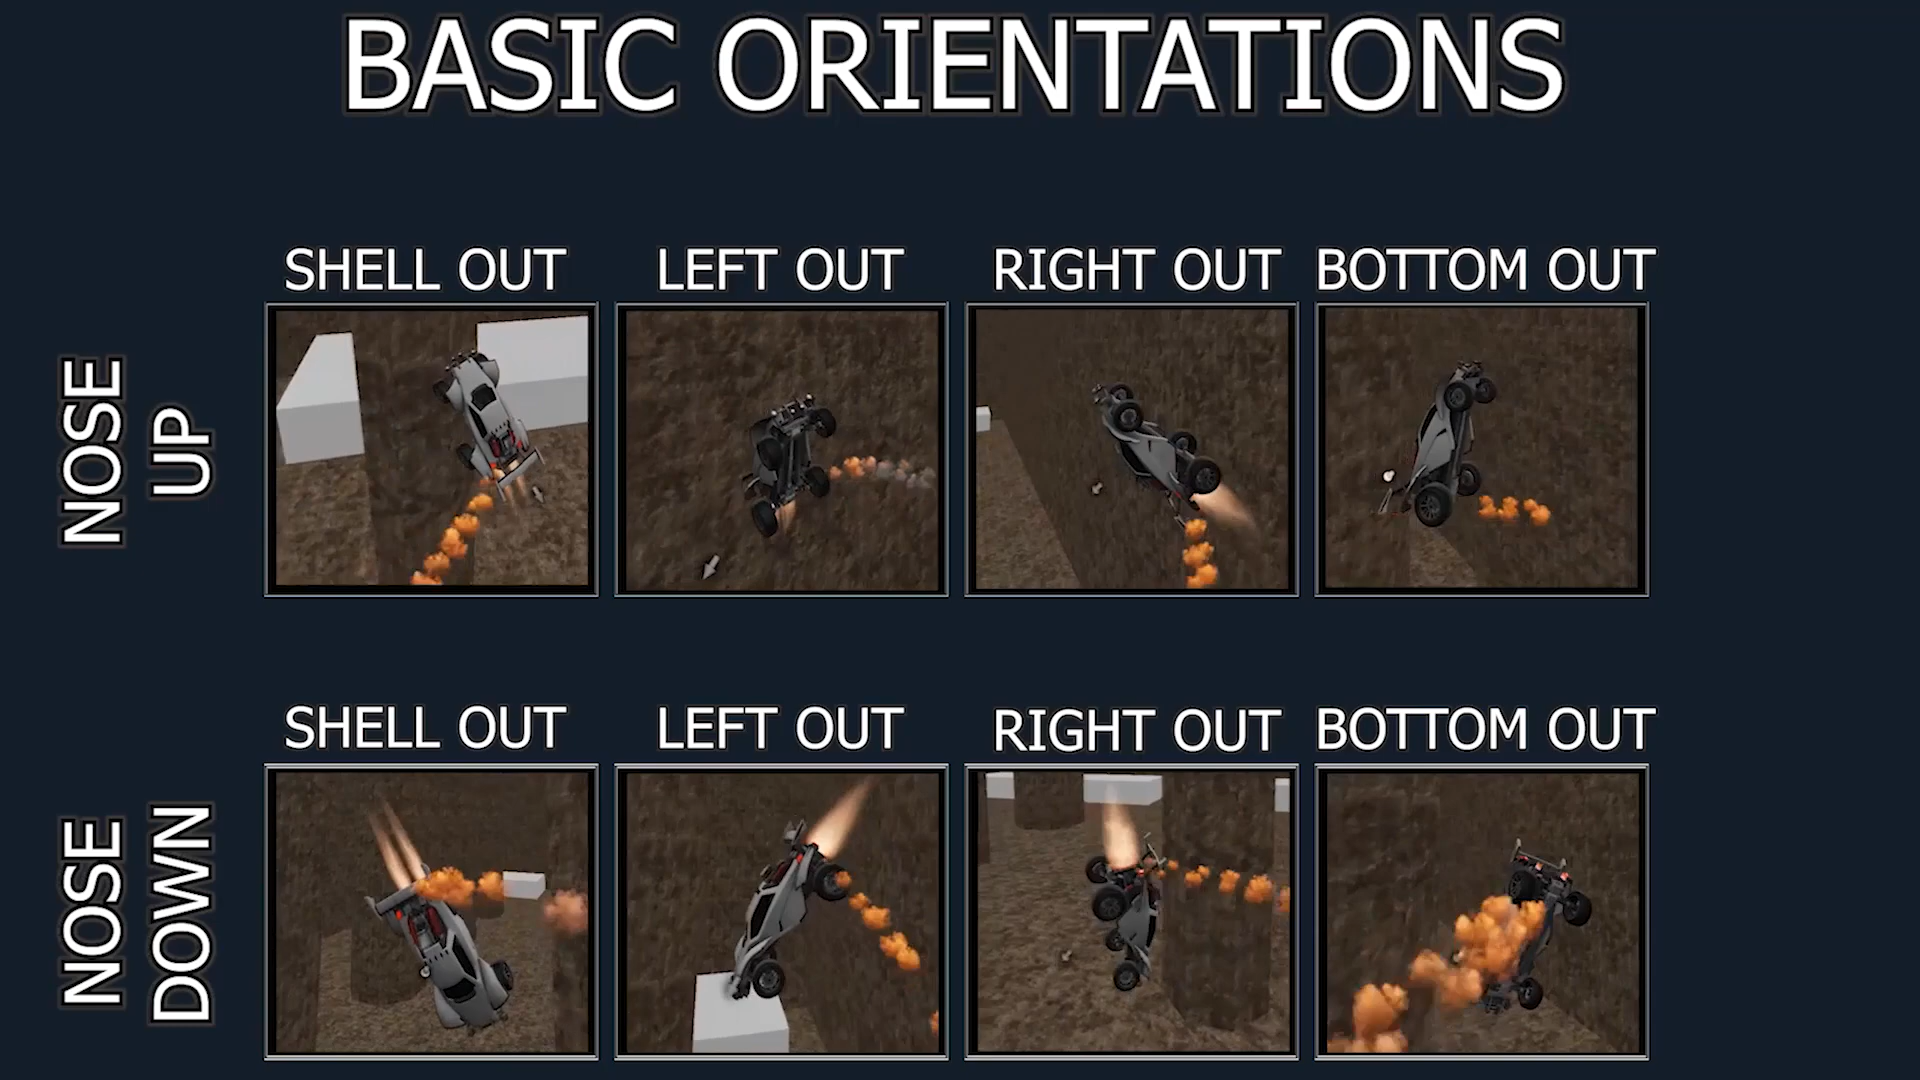 BASIC ORIENTATIONS
SHELL OUT
LEFT OUT
RIGHT OUT
BOTTOM OUT
NOSE
UP
SHELL OUT
LEFT OUT
RIGHT OUT
BOTTOM OUT
NOSE
DOWN